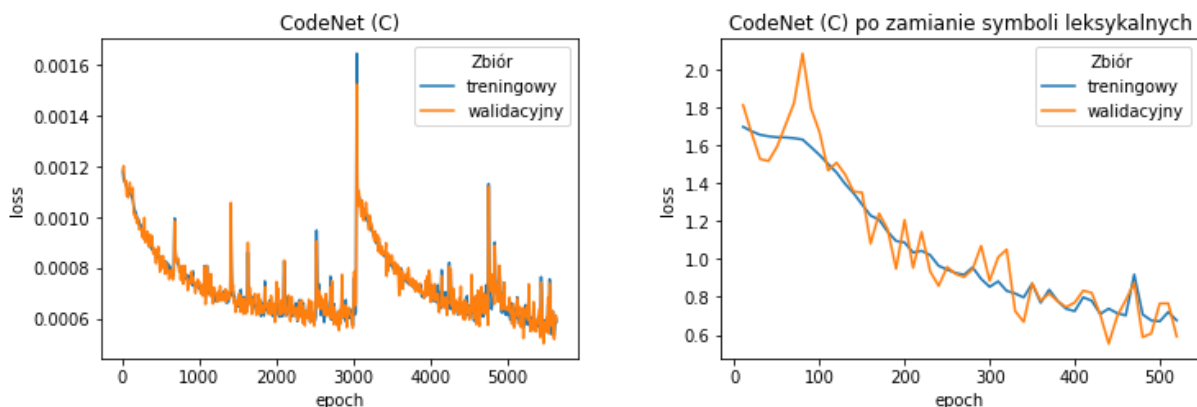 CodeNet (C)
Zbiór
treningowy
walidacyjny
loss
0.0016
0.0014
0.0012
0.0010
0.0008
0.0006
0 1000 2000 3000 4000 5000
epoch
CodeNet (C) po zamianie symboli leksykalnych
Zbiór
treningowy
walidacyjny
loss
2.0
1.8
1.6
1.4
1.2
1.0
0.8
0.6
0 100 200 300 400 500
epoch